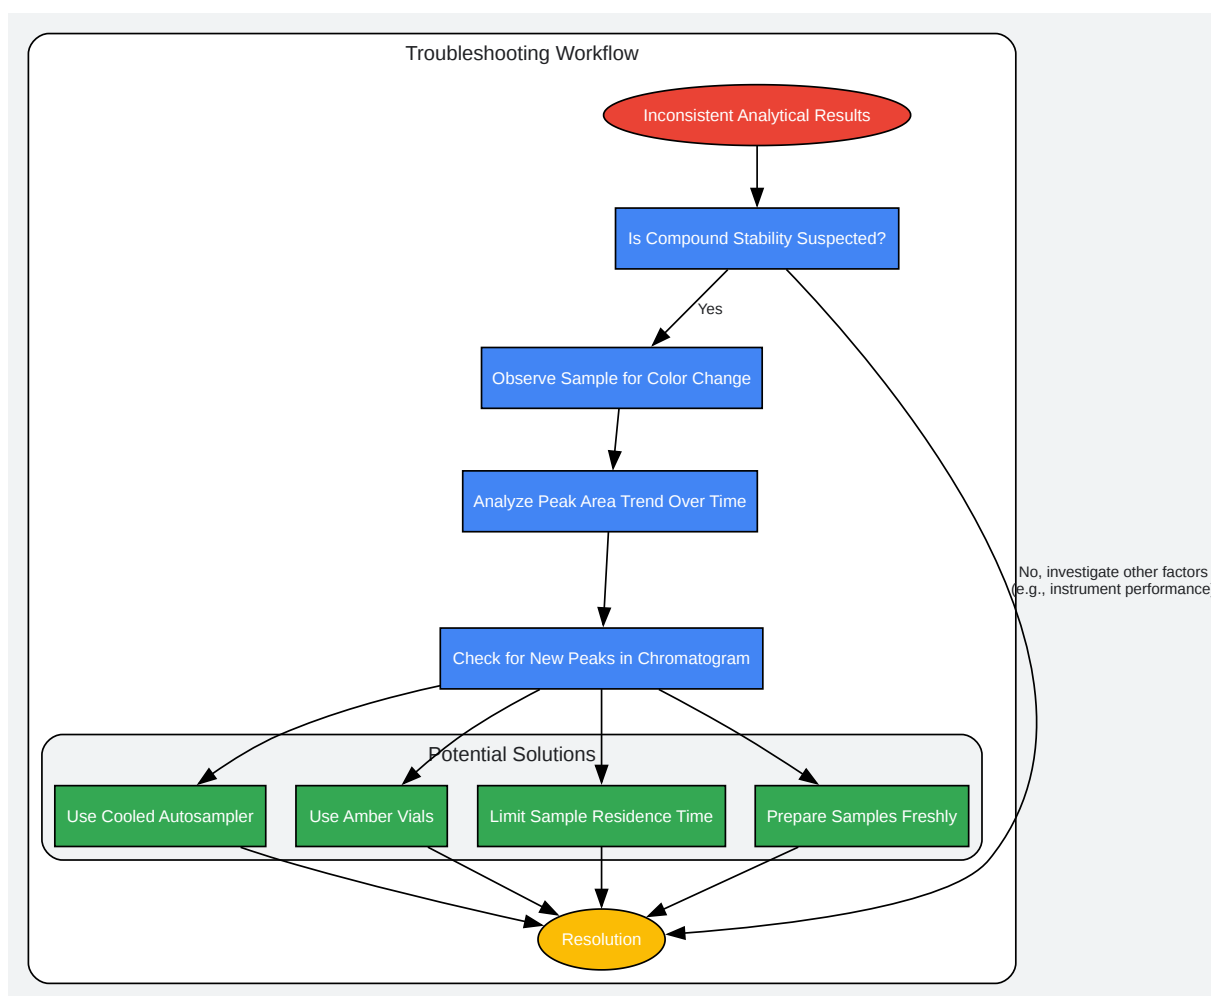 Troubleshooting Workflow
Inconsistent Analytical Results
Is Compound Stability Suspected?
Yes
Observe Sample for Color Change
Analyze Peak Area Trend Over Time
No, investigate other factors
(e.g., instrument performance)
Check for New Peaks in Chromatogram
Potential Solutions
Use Cooled Autosampler
Use Amber Vials
Limit Sample Residence Time
Prepare Samples Freshly
Resolution